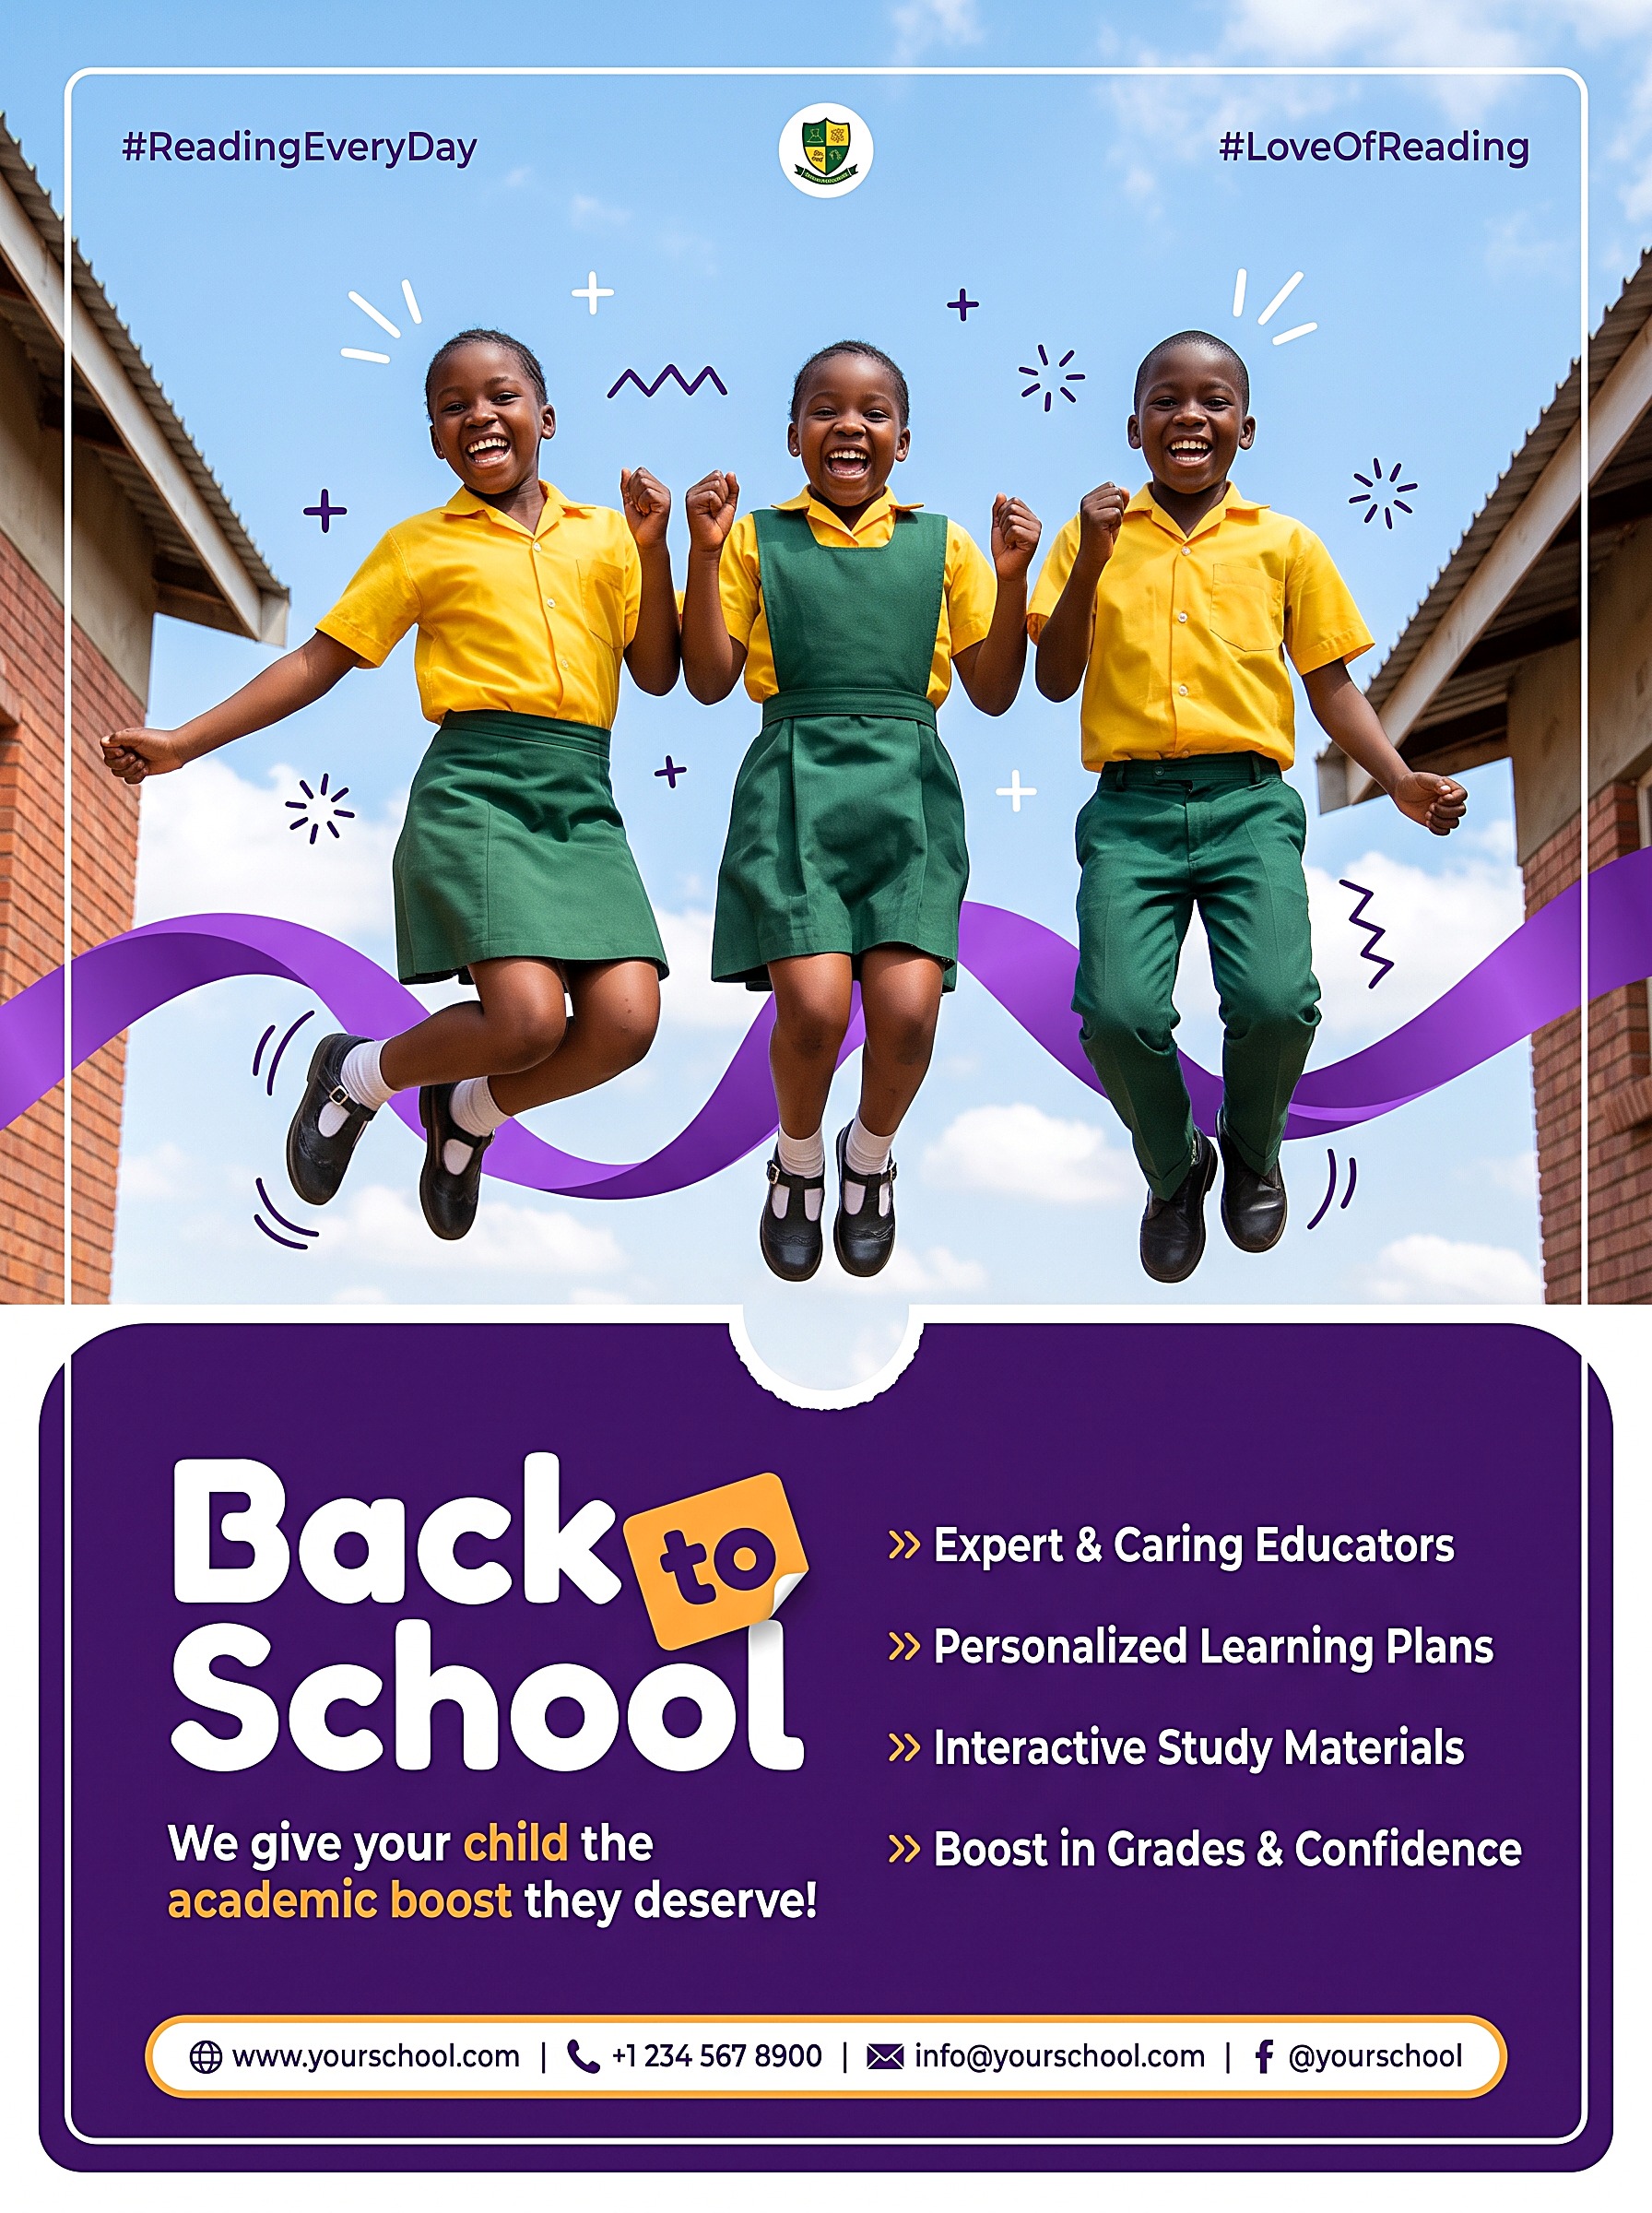 #ReadingEveryDay
#LoveOfReading
Back to
School
We give your child the
academic boost they deserve!
Expert & Caring Educators
Personalized Learning Plans
Interactive Study Materials
Boost in Grades & Confidence
www.yourschool.com | +1 234 567 8900 | info@yourschool.com | @yourschool